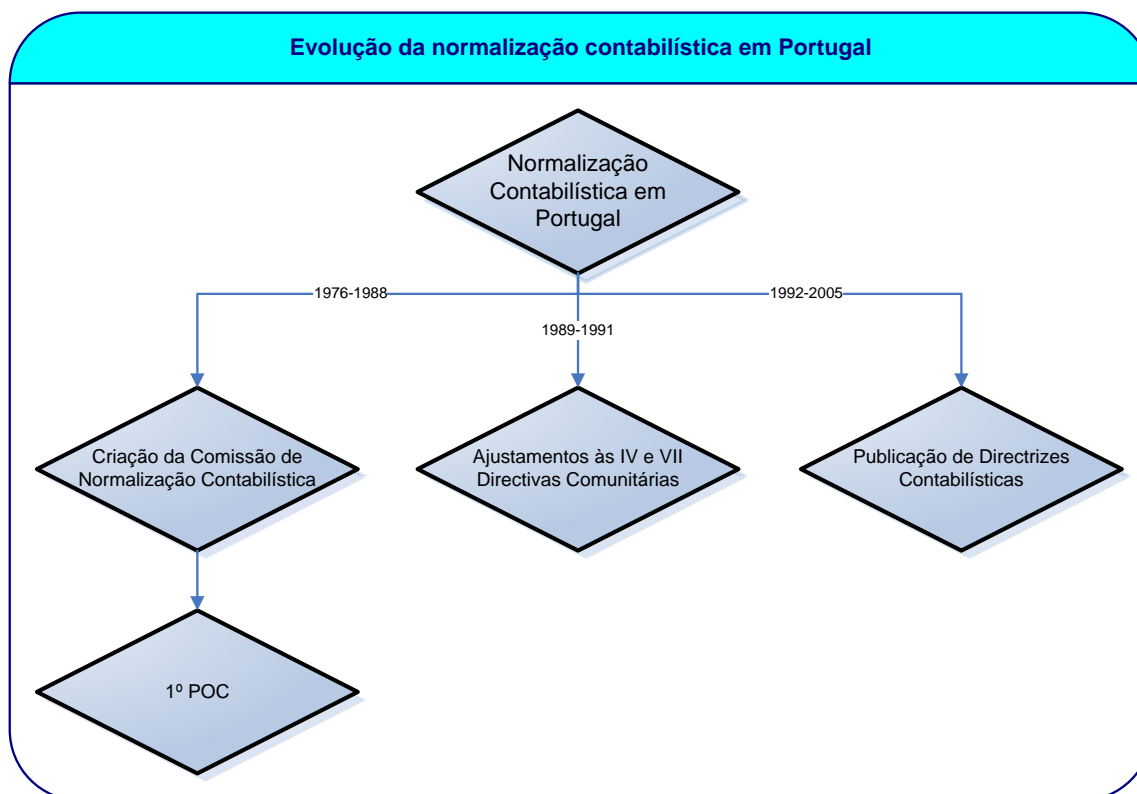 Evolução da normalização contabilística em Portugal
Normalização
Contabilística em
Portugal
1976-1988
1989-1991
1992-2005
Criação da Comissão de
Normalização Contabilística
Ajustamentos às IV e VII
Directivas Comunitárias
Publicação de Directrizes
Contabilísticas
1º POC